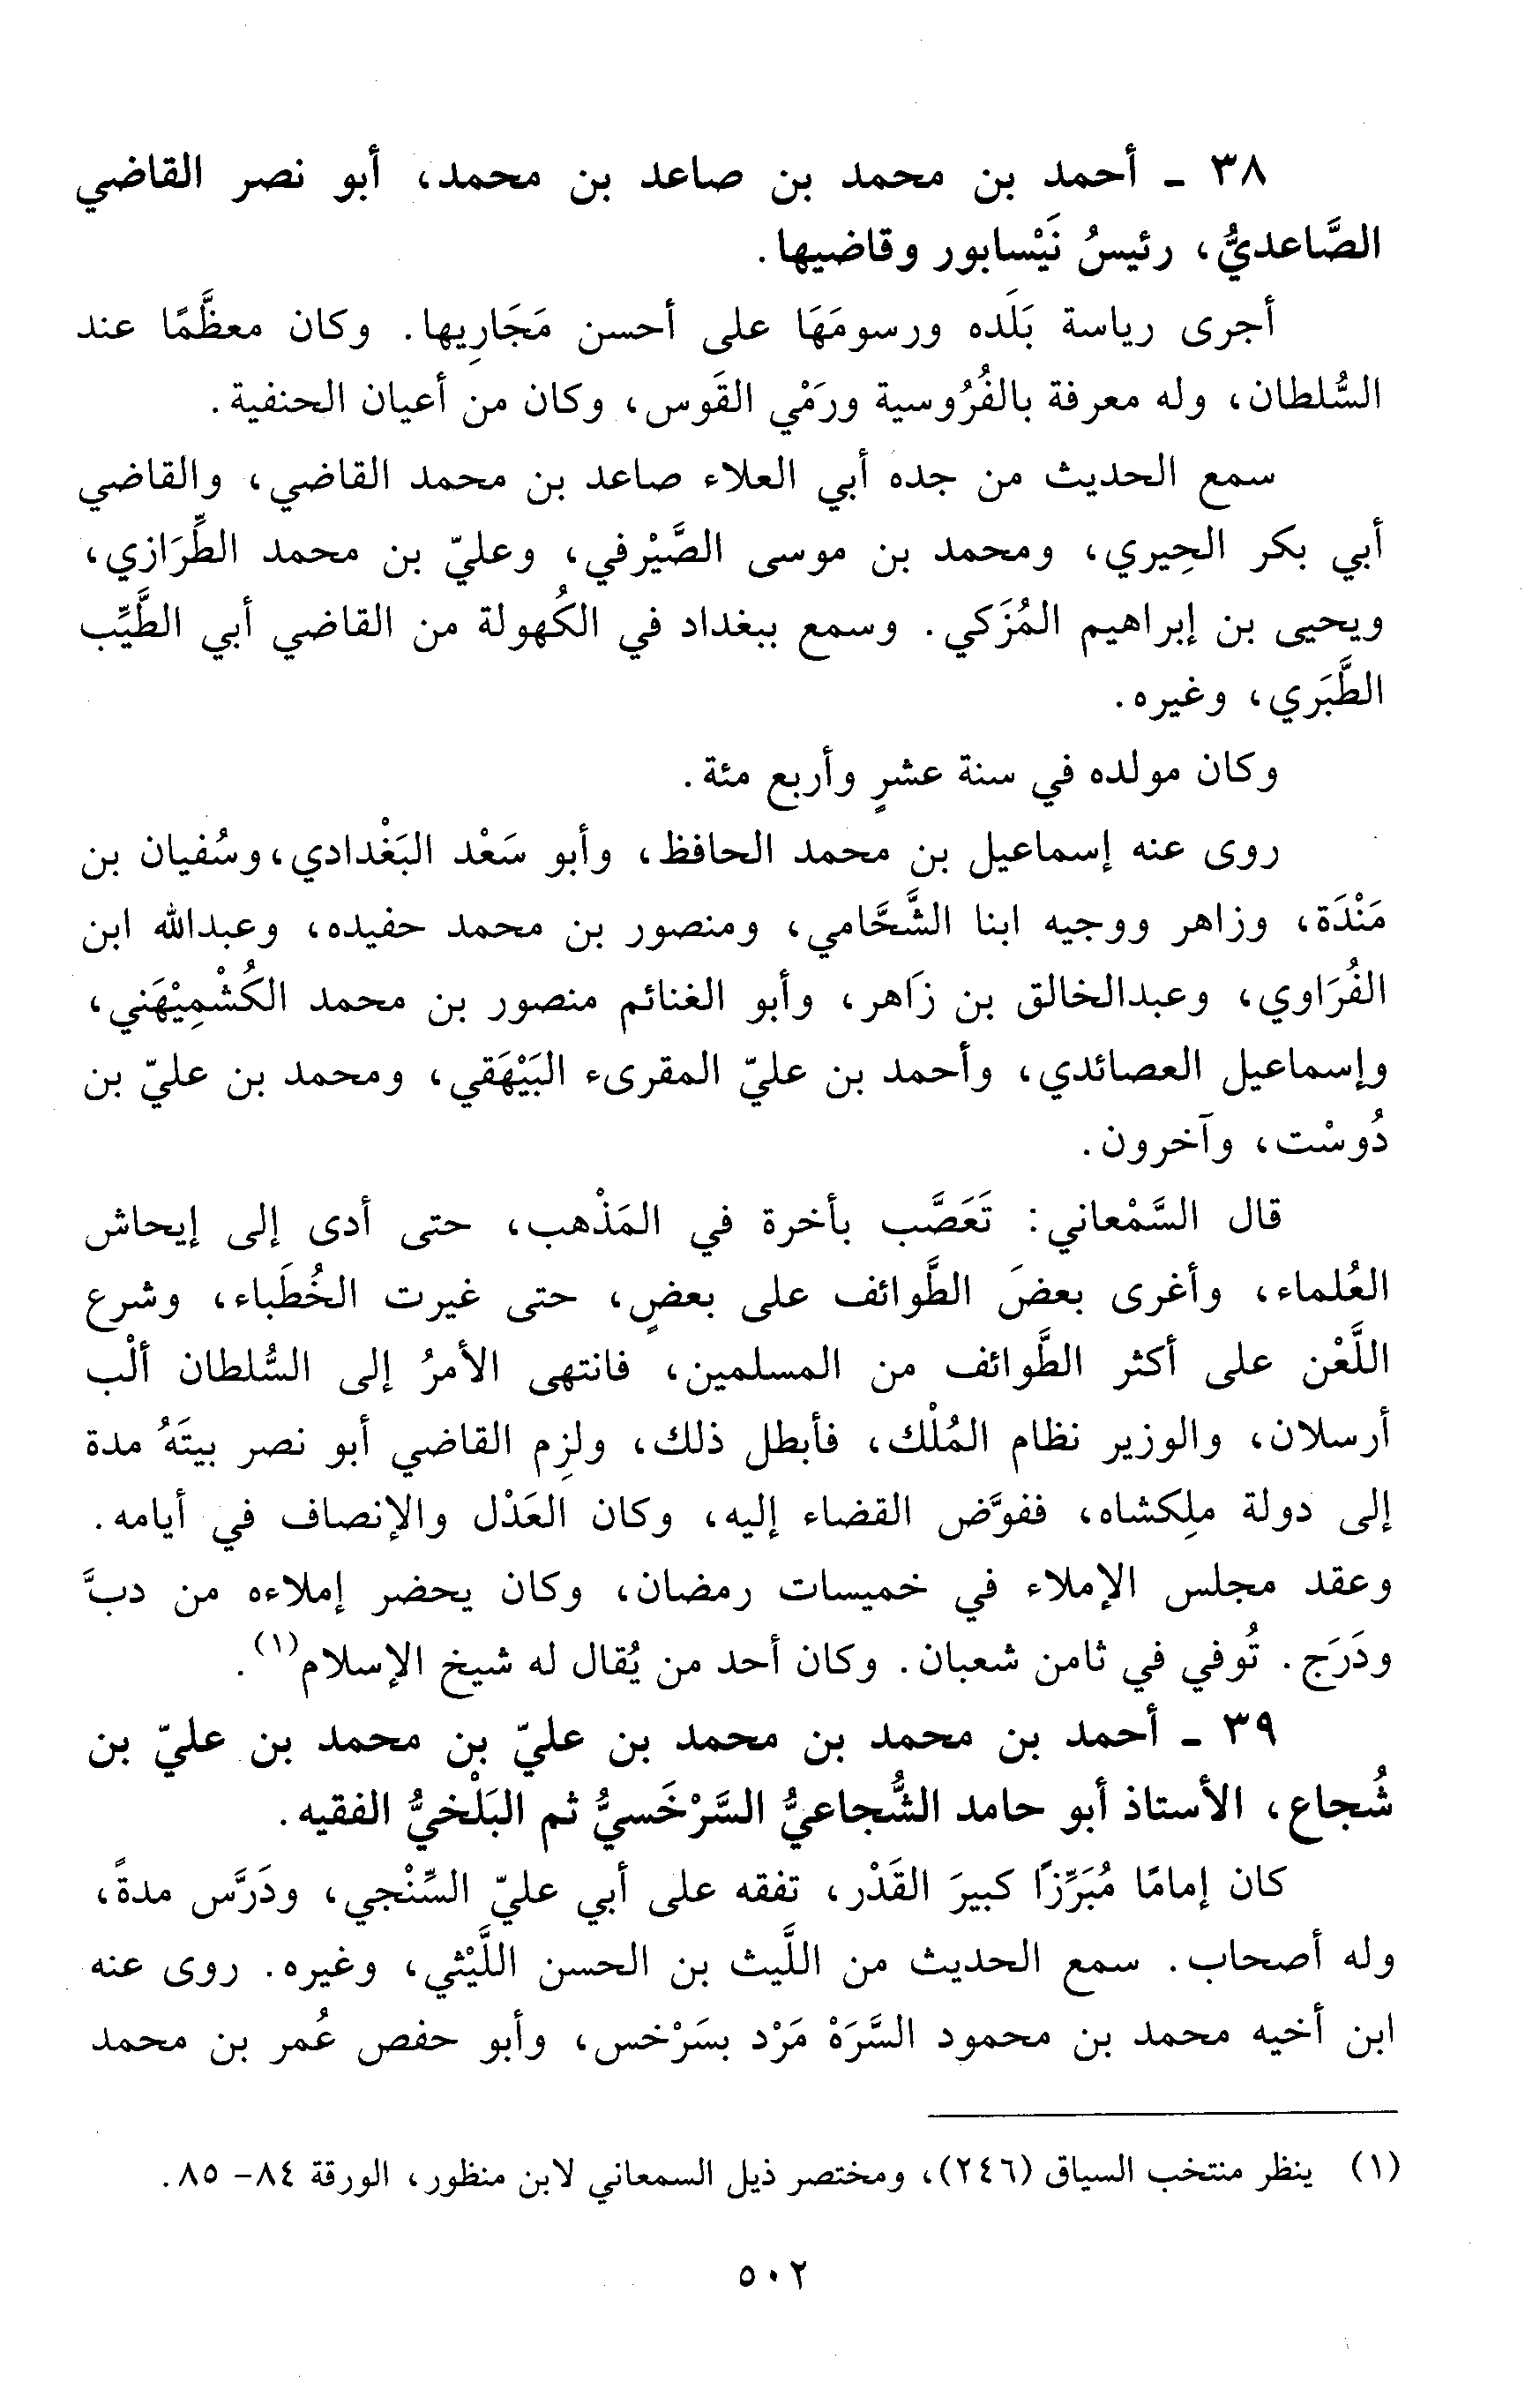 ٣٨ ـ أحمد بن محمد بن صاعد بن محمد، أبو نصر القاضي
الصَّاعديُّ، رئيسُ نَيْسابور وقاضيها.
أجرى رياسة بَلَده ورسومَهَا على أحسن مَجَارِيها. وكان معظَّمًا عند
السُّلطان، وله معرفة بالفُرُوسية ورَمْي القَوس، وكان من أعيان الحنفية.
سمع الحديث من جده أبي العلاء صاعد بن محمد القاضي، والقاضي
أبي بكر الحِيري، ومحمد بن موسى الصَّيْرفي، وعليّ بن محمد الطِّرَازي،
ويحيى بن إبراهيم المُزَكي. وسمع ببغداد في الكُهولة من القاضي أبي الطَّيِّب
الطَّبَري، وغيره.
وكان مولده في سنة عشرٍ وأربع مئة.
روى عنه إسماعيل بن محمد الحافظ، وأبو سَعْد البَغْدادي، وسُفيان بن
مَنْدَة، وزاهر ووجيه ابنا الشَّحَّامي، ومنصور بن محمد حفيده، وعبدالله ابن
الفُرَاوي، وعبدالخالق بن زَاهر، وأبو الغنائم منصور بن محمد الكُشْمِيْهَني،
وإسماعيل العصائدي، وأحمد بن عليّ المقرىء البَيْهَقي، ومحمد بن عليّ بن
دُوسْت، وآخرون.
قال السَّمْعاني: تَعَصَّب بأخرة في المَذْهب، حتى أدى إلى إيحاش
العُلماء، وأغرى بعضَ الطَّوائف على بعضٍ، حتى غيرت الخُطَباء، وشرع
اللَّعْن على أكثر الطَّوائف من المسلمين، فانتهى الأمرُ إلى السُّلطان ألْب
أرسلان، والوزير نظام المُلْك، فأبطل ذلك، ولزِم القاضي أبو نصر بيتَهُ مدة
إلى دولة ملِكشاه، ففوَّض القضاء إليه، وكان العَدْل والإنصاف في أيامه.
وعقد مجلس الإملاء في خميسات رمضان، وكان يحضر إملاءه من دبَّ
ودَرَج. تُوفي في ثامن شعبان. وكان أحد من يُقال له شيخ الإسلام(١).
٣٩ ـ أحمد بن محمد بن محمد بن عليّ بن محمد بن عليّ بن
شُجاع، الأستاذ أبو حامد الشُّجاعيُّ السَّرْخَسيُّ ثم البَلْخيُّ الفقيه.
كان إمامًا مُبَرِّزًا كبيرَ القَدْر، تفقه على أبي عليّ السِّنْجي، ودَرَّس مدةً،
وله أصحاب. سمع الحديث من اللَّيث بن الحسن اللَّيْثي، وغيره. روى عنه
ابن أخيه محمد بن محمود السَّرَهْ مَرْد بسَرْخس، وأبو حفص عُمر بن محمد
(١) ينظر منتخب السياق (٢٤٦)، ومختصر ذيل السمعاني لابن منظور، الورقة ٨٤- ٨٥.
٥٠٢